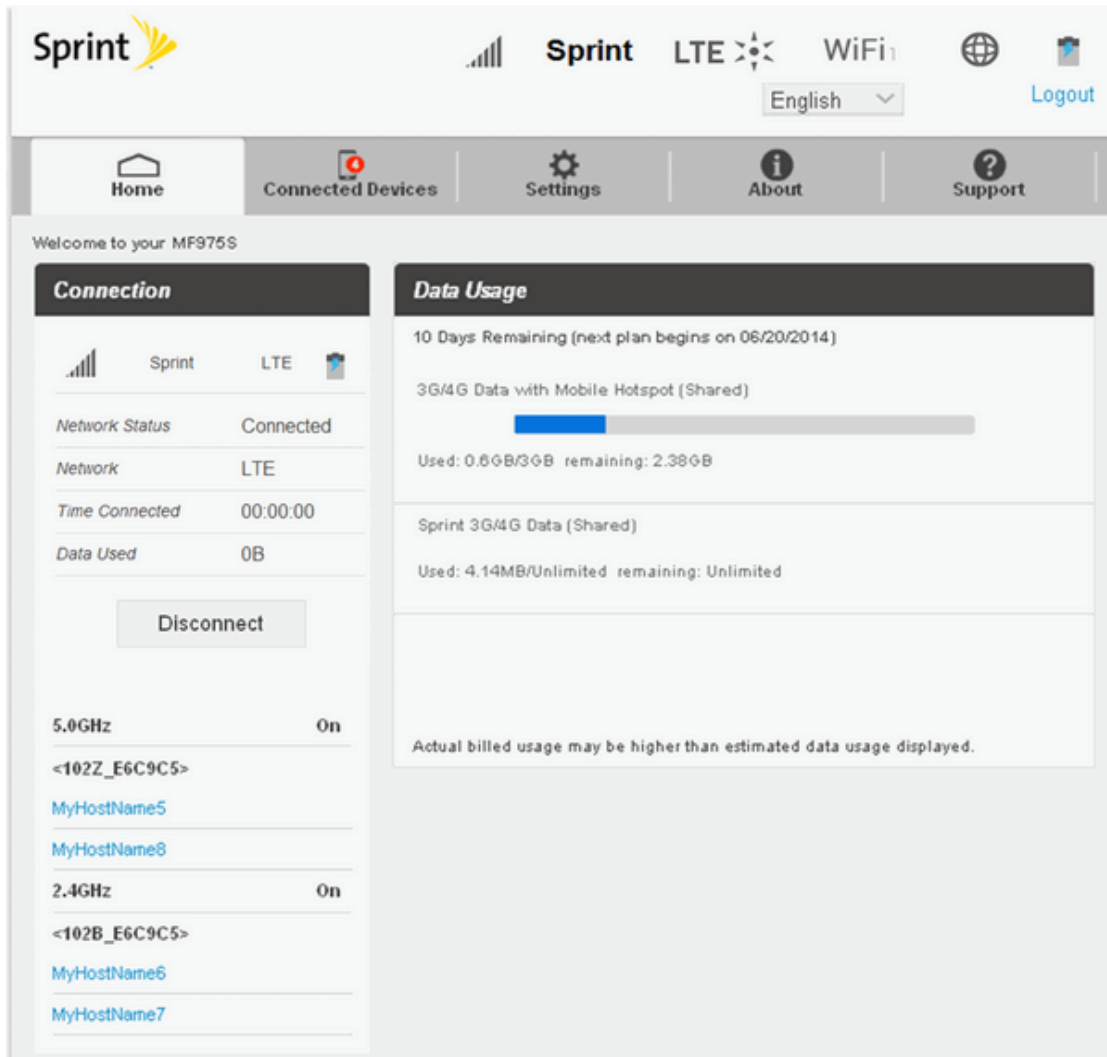 Sprint
Sprint LTE WiFi 1
English
Logout
Home
4
Connected Devices
Settings
About
Support
Welcome to your MF975S
Connection
Sprint LTE
Network Status Connected
Network LTE
Time Connected 00:00:00
Data Used 0B
Disconnect
5.0GHz On
<102Z_E6C9C5>
MyHostName5
MyHostName8
2.4GHz On
<102B_E6C9C5>
MyHostName6
MyHostName7
Data Usage
10 Days Remaining (next plan begins on 06/20/2014)
3G/4G Data with Mobile Hotspot (Shared)
Used: 0.6GB/3GB remaining: 2.38GB
Sprint 3G/4G Data (Shared)
Used: 4.14MB/Unlimited remaining: Unlimited
Actual billed usage may be higher than estimated data usage displayed.